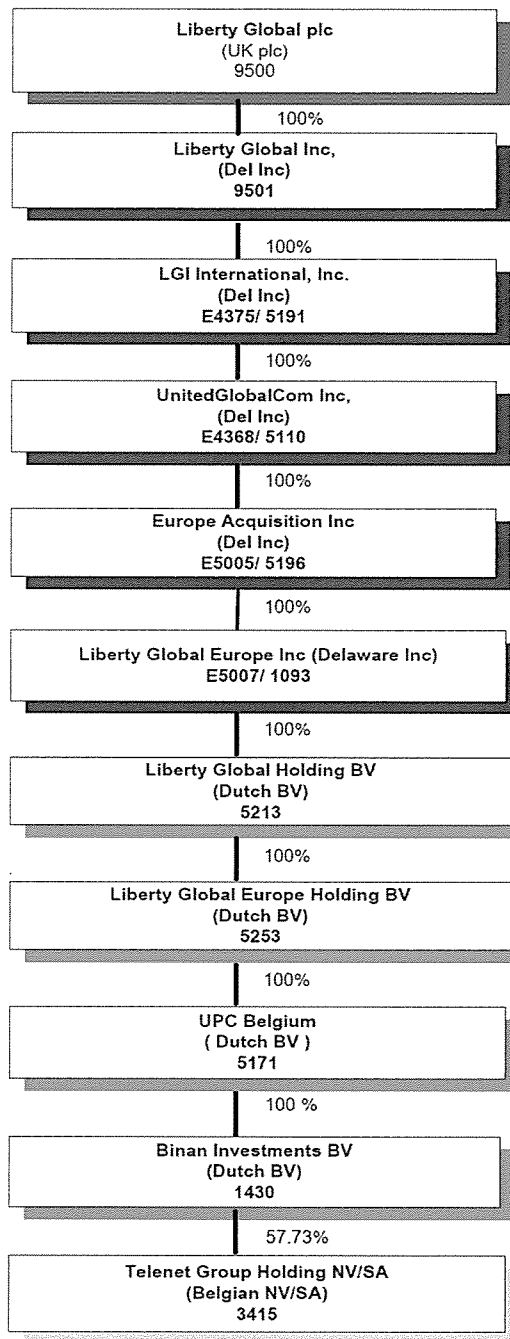 Liberty Global plc
(UK plc)
9500
100%
Liberty Global Inc,
(Del Inc)
9501
100%
LGI International, Inc.
(Del Inc)
E4375/ 5191
100%
UnitedGlobalCom Inc,
(Del Inc)
E4368/ 5110
100%
Europe Acquisition Inc
(Del Inc)
E5005/ 5196
100%
Liberty Global Europe Inc (Delaware Inc)
E5007/ 1093
100%
Liberty Global Holding BV
(Dutch BV)
5213
100%
Liberty Global Europe Holding BV
(Dutch BV)
5253
100%
UPC Belgium
( Dutch BV )
5171
100 %
Binan Investments BV
(Dutch BV)
1430
57.73%
Telenet Group Holding NV/SA
(Belgian NV/SA)
3415